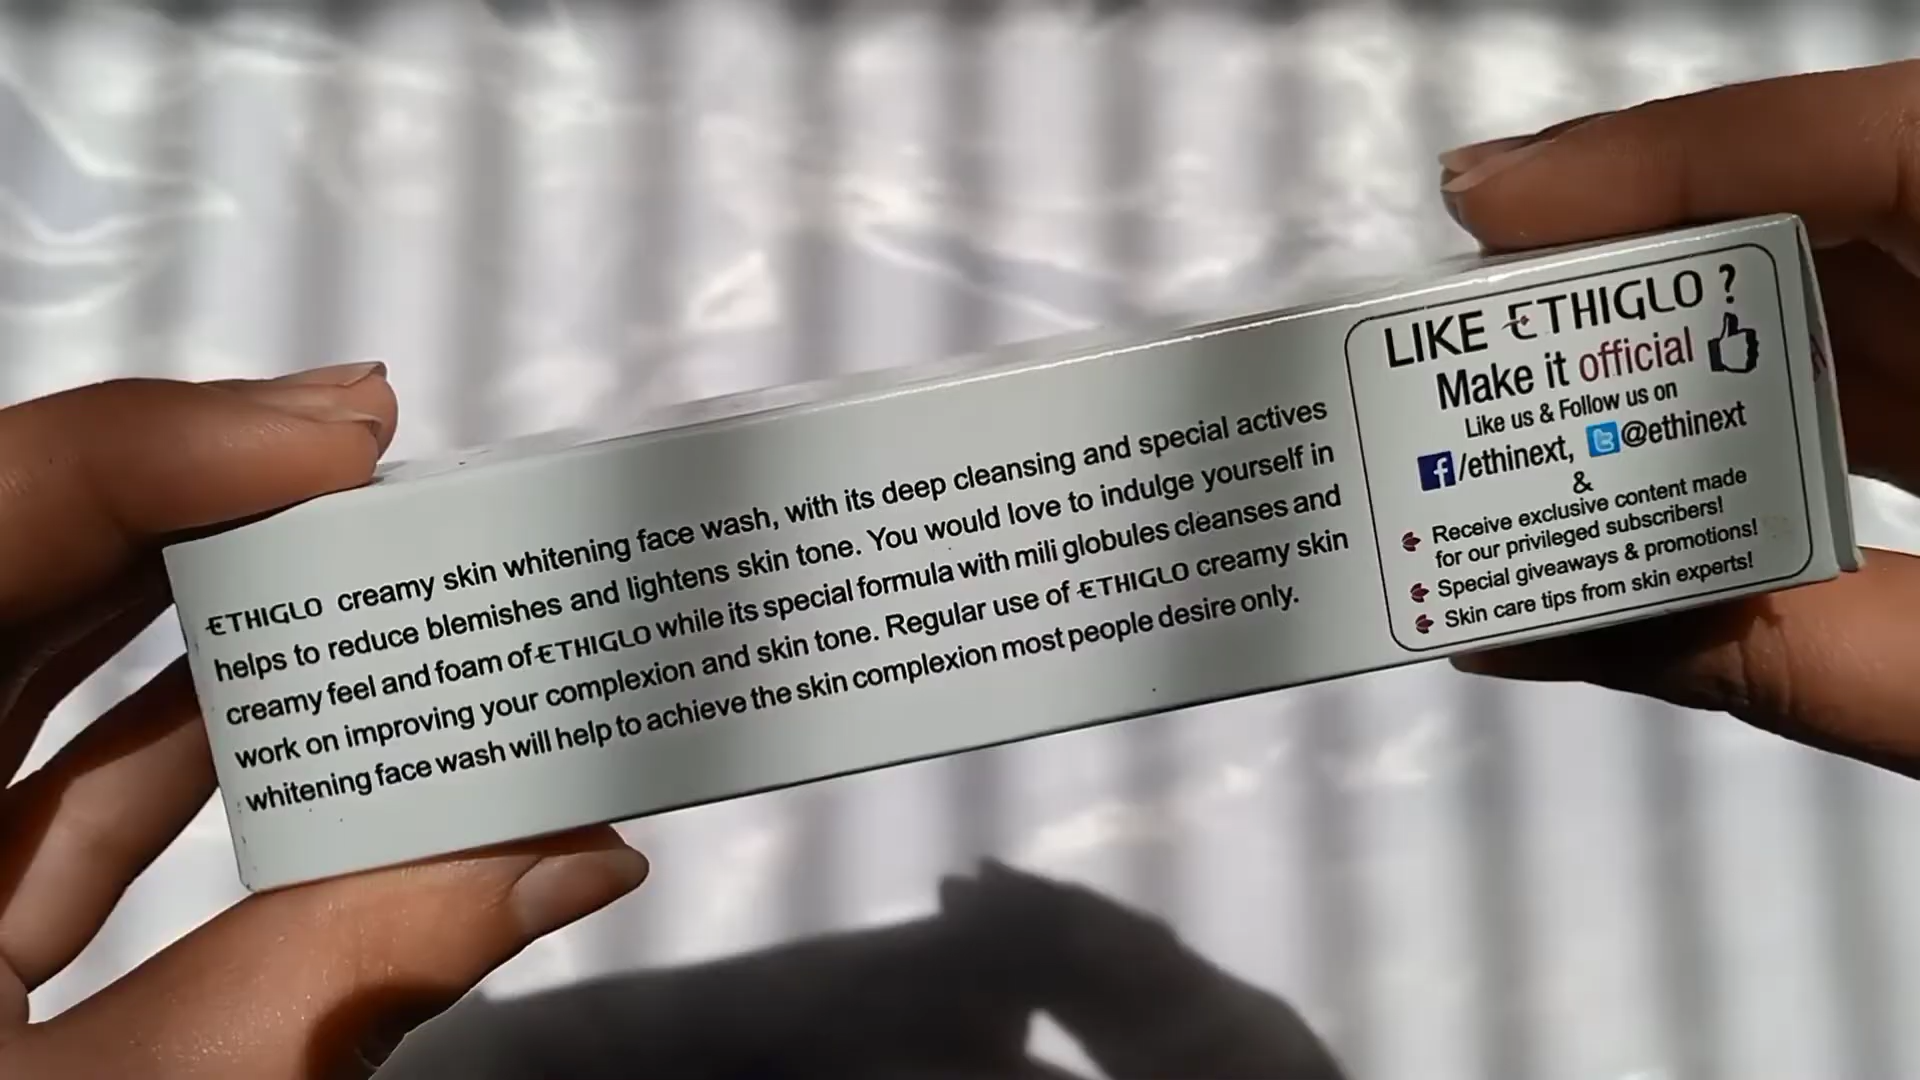 ETHIGLO creamy skin whitening face wash, with its deep cleansing and special actives
helps to reduce blemishes and lightens skin tone. You would love to indulge yourself in
creamy feel and foam of ETHIGLO while its special formula with mili globules cleanses and
work on improving your complexion and skin tone. Regular use of ETHIGLO creamy skin
whitening face wash will help to achieve the skin complexion most people desire only.
LIKE ETHIGLO ?
Make it official
Like us & Follow us on
f/ethinext, @ethinext
&
Receive exclusive content made
for our privileged subscribers!
Special giveaways & promotions!
Skin care tips from skin experts!